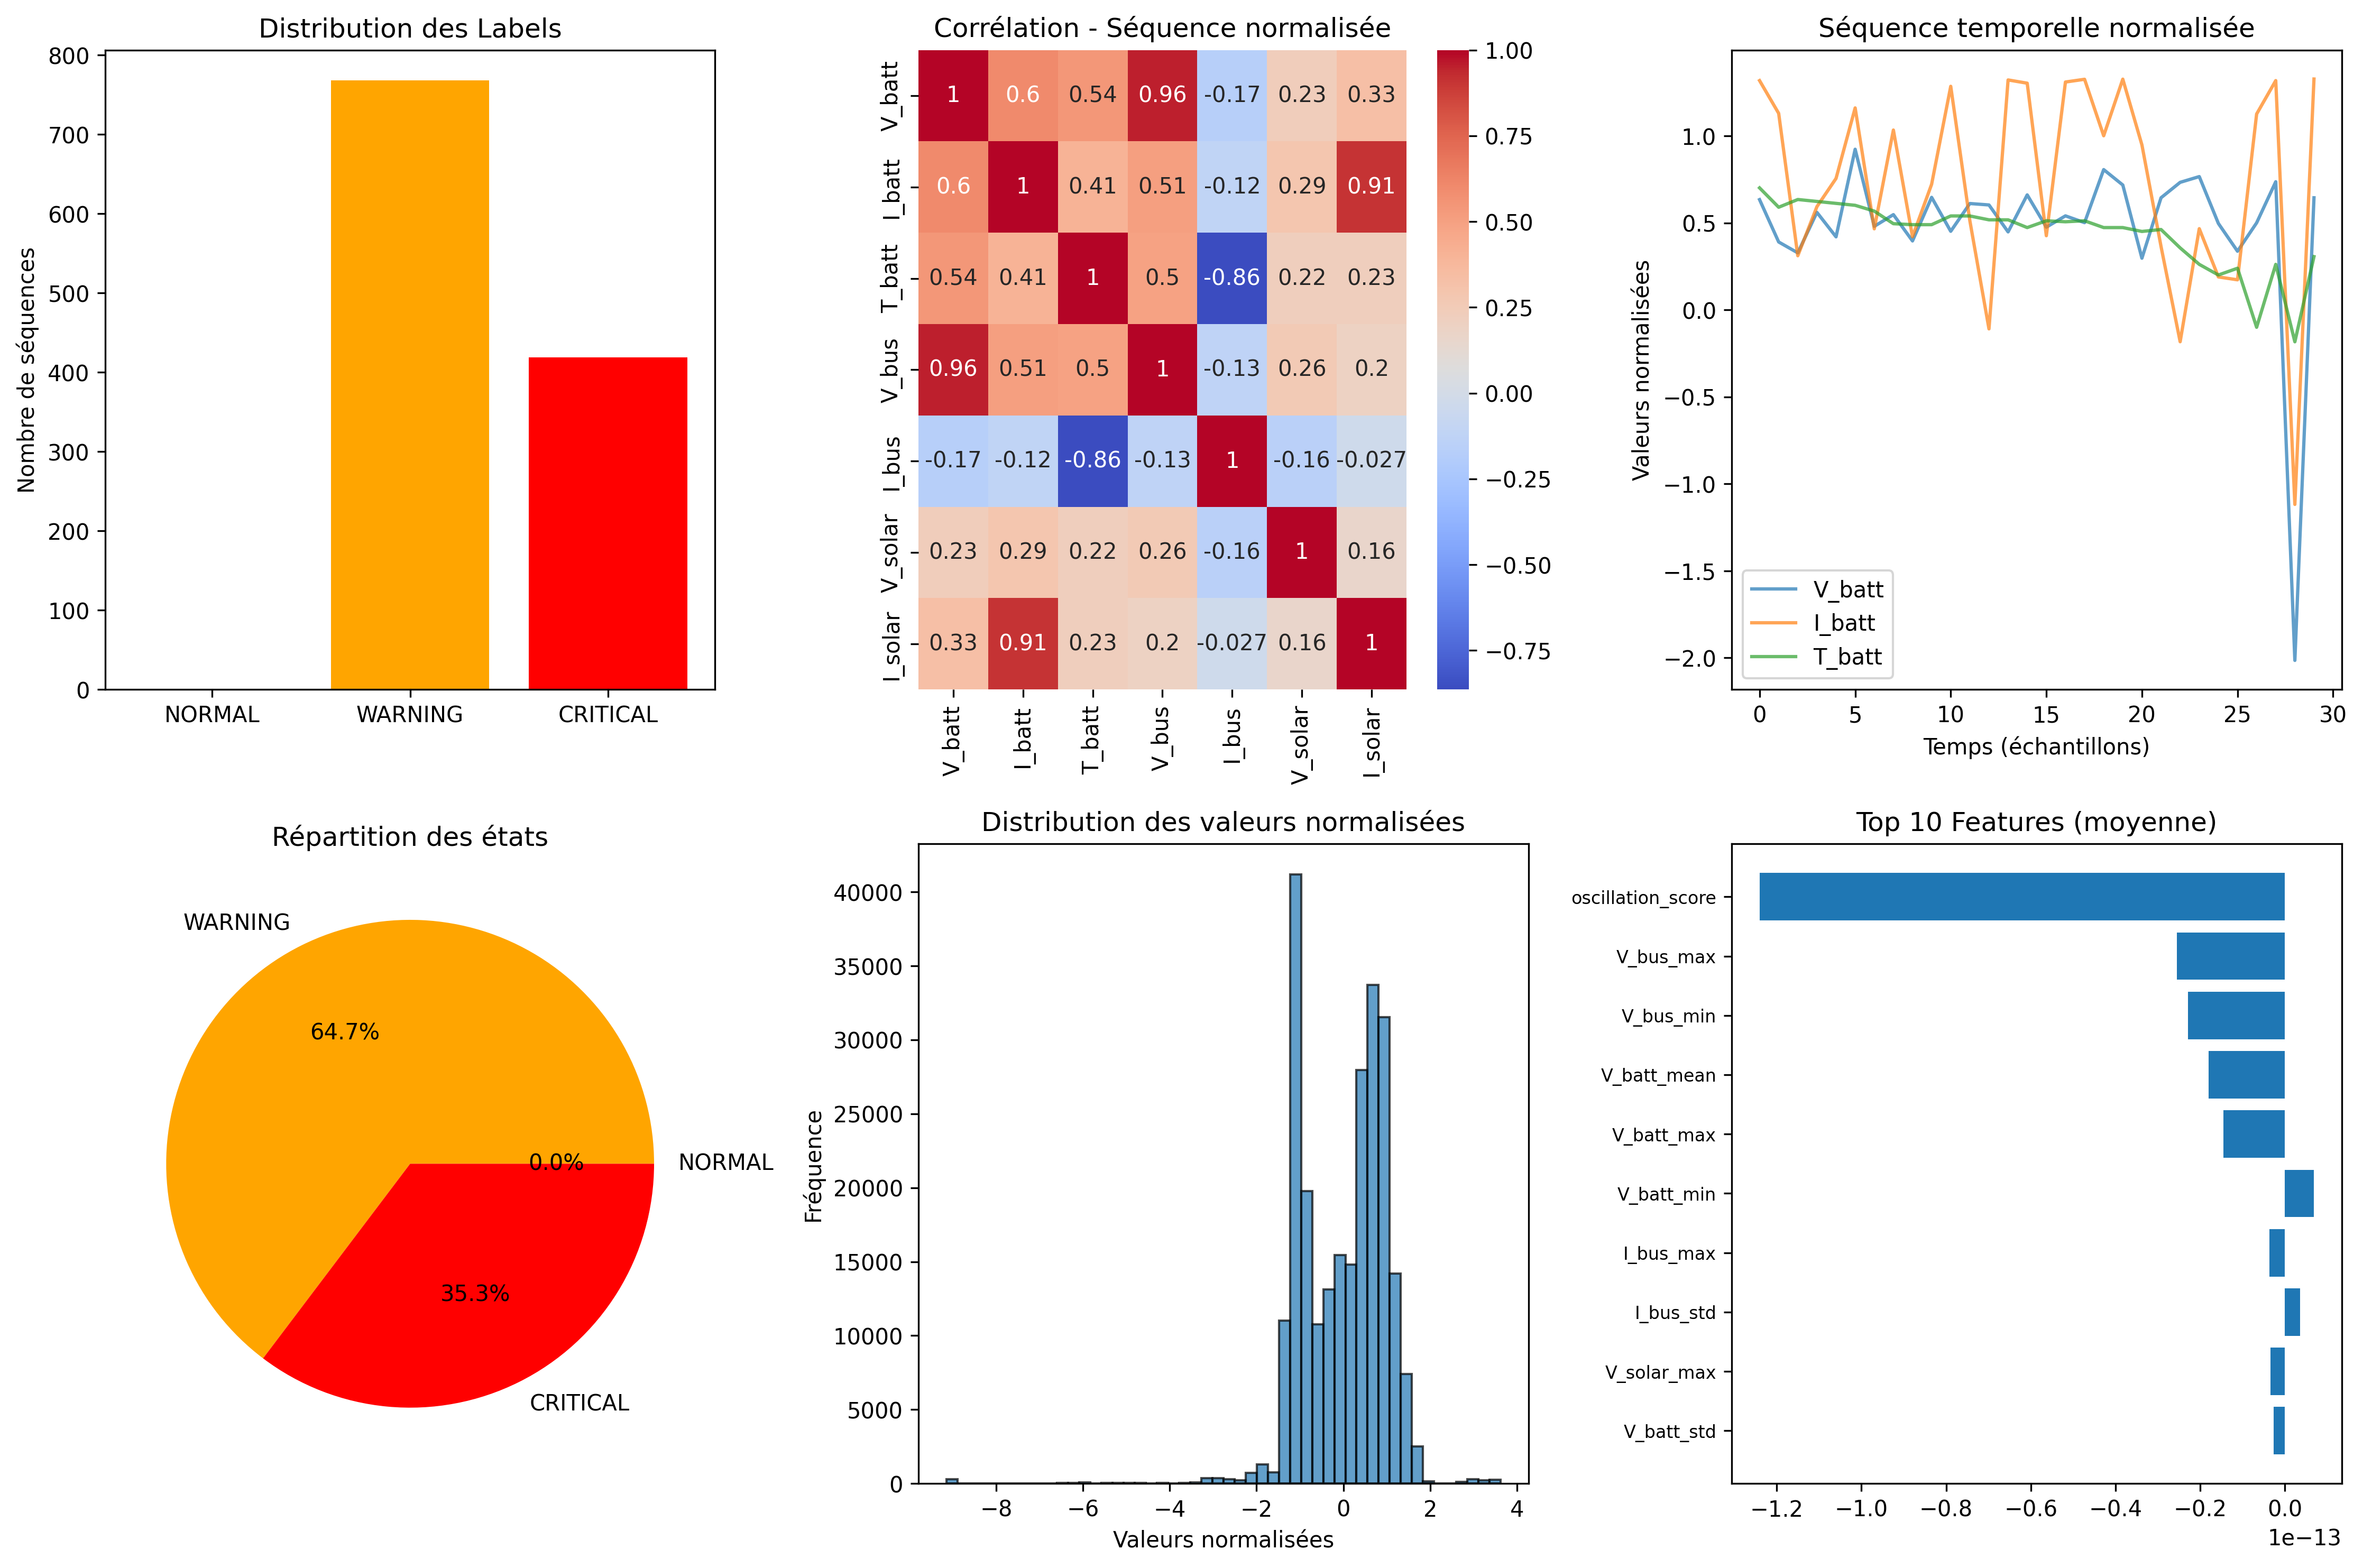 Distribution des Labels
Nombre de séquences
800
700
600
500
400
300
200
100
0
NORMAL WARNING CRITICAL
Corrélation - Séquence normalisée
V_batt 1 0.6 0.54 0.96 -0.17 0.23 0.33
I_batt 0.6 1 0.41 0.51 -0.12 0.29 0.91
T_batt 0.54 0.41 1 0.5 -0.86 0.22 0.23
V_bus 0.96 0.51 0.5 1 -0.13 0.26 0.2
I_bus -0.17 -0.12 -0.86 -0.13 1 -0.16 -0.027
V_solar 0.23 0.29 0.22 0.26 -0.16 1 0.16
I_solar 0.33 0.91 0.23 0.2 -0.027 0.16 1
V_batt I_batt T_batt V_bus I_bus V_solar I_solar
1.00
0.75
0.50
0.25
0.00
−0.25
−0.50
−0.75
Séquence temporelle normalisée
Valeurs normalisées
1.0
0.5
0.0
−0.5
−1.0
−1.5
−2.0
V_batt
I_batt
T_batt
0 5 10 15 20 25 30
Temps (échantillons)
Répartition des états
WARNING
64.7%
0.0%
NORMAL
35.3%
CRITICAL
Distribution des valeurs normalisées
Fréquence
40000
35000
30000
25000
20000
15000
10000
5000
0
−8 −6 −4 −2 0 2 4
Valeurs normalisées
Top 10 Features (moyenne)
oscillation_score
V_bus_max
V_bus_min
V_batt_mean
V_batt_max
V_batt_min
I_bus_max
I_bus_std
V_solar_max
V_batt_std
−1.2 −1.0 −0.8 −0.6 −0.4 −0.2 0.0
1e−13